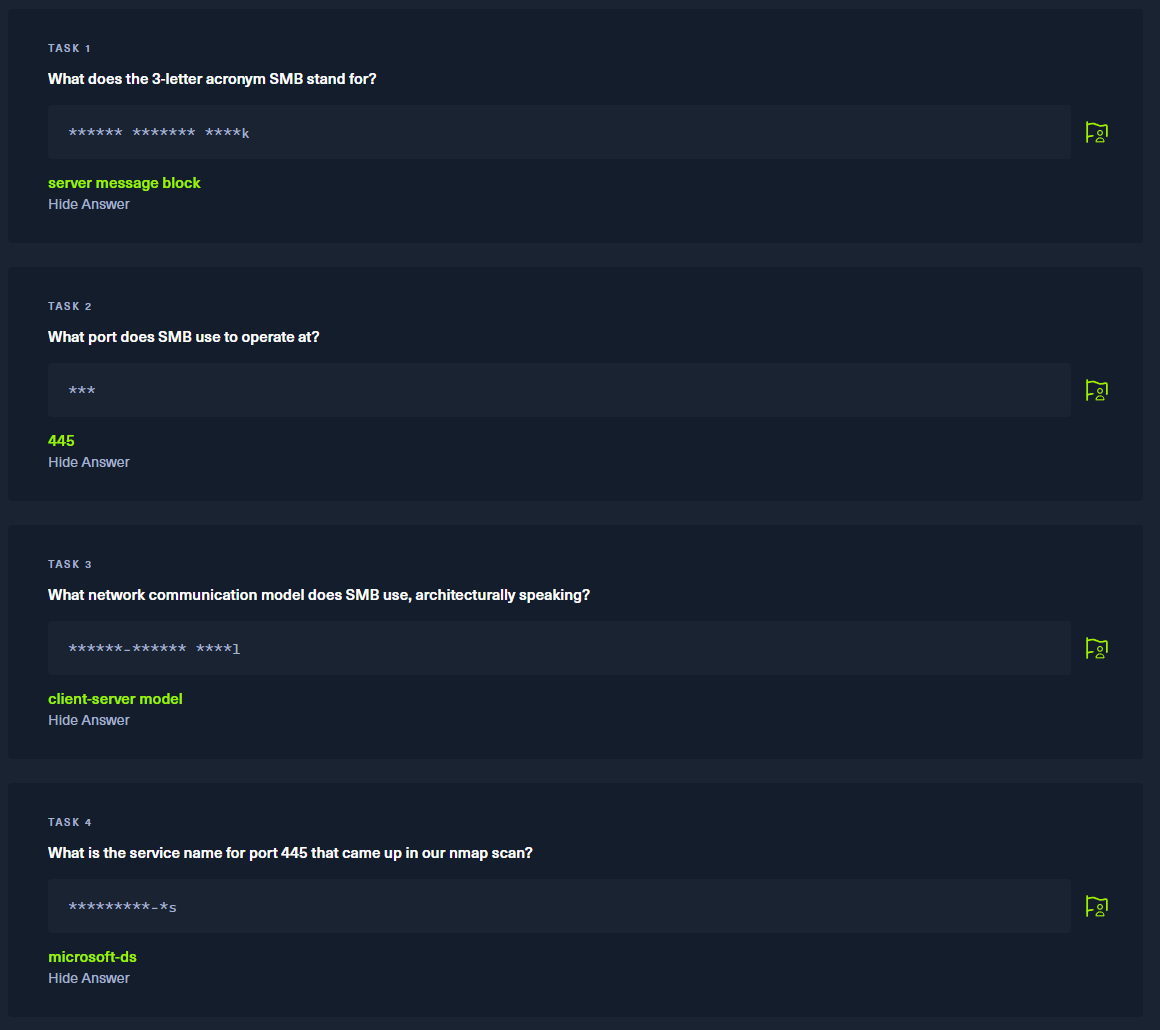 TASK 1
What does the 3-letter acronym SMB stand for?
****** ******* ****k
server message block
Hide Answer
TASK 2
What port does SMB use to operate at?
***
445
Hide Answer
TASK 3
What network communication model does SMB use, architecturally speaking?
******-****** ****l
client-server model
Hide Answer
TASK 4
What is the service name for port 445 that came up in our nmap scan?
*********-*s
microsoft-ds
Hide Answer